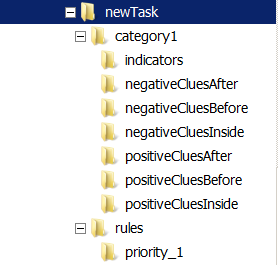 newTask
category1
indicators
negativeCluesAfter
negativeCluesBefore
negativeCluesInside
positiveCluesAfter
positiveCluesBefore
positiveCluesInside
rules
priority_1